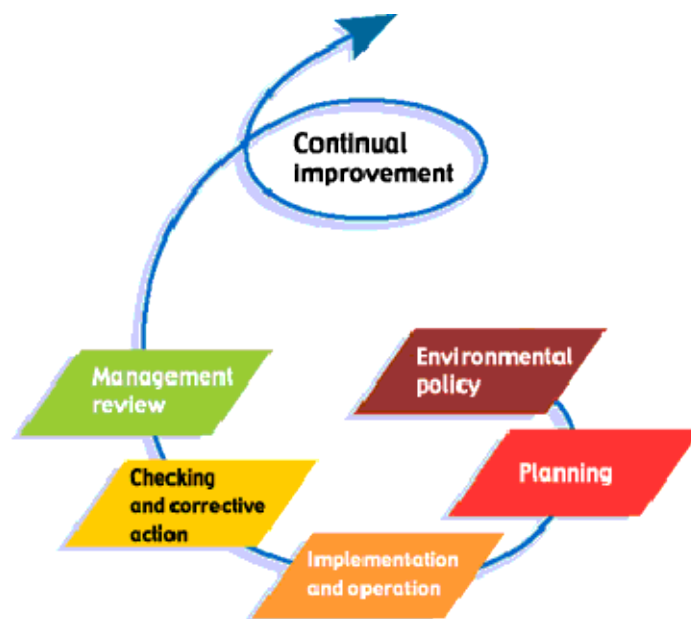 Continual
improvement
Environmental
policy
Management
review
Planning
Checking
and corrective
action
Implementation
and operation